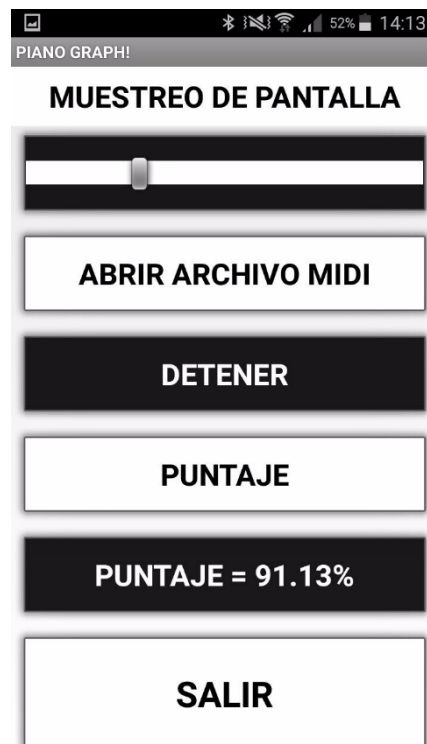 52% 14:13
PIANO GRAPH!
MUESTREO DE PANTALLA
ABRIR ARCHIVO MIDI
DETENER
PUNTAJE
PUNTAJE = 91.13%
SALIR